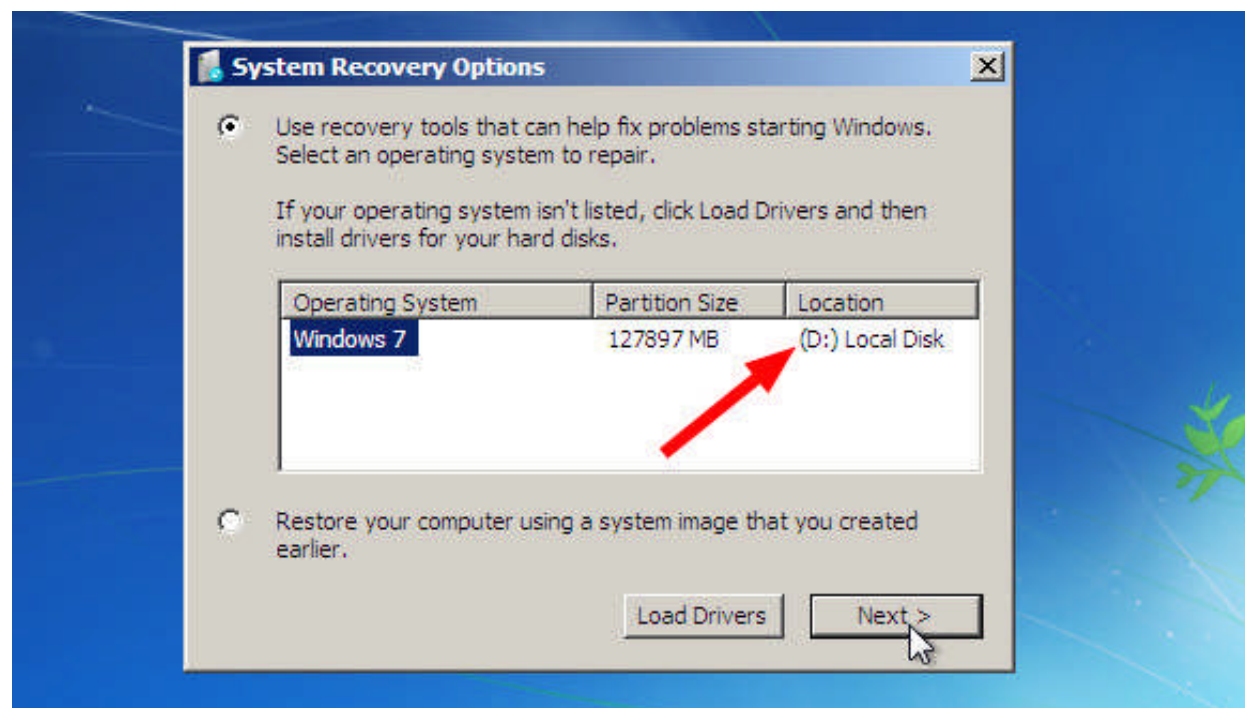 System Recovery Options
Use recovery tools that can help fix problems starting Windows.
Select an operating system to repair.
If your operating system isn't listed, click Load Drivers and then
install drivers for your hard disks.
Operating System Partition Size Location
Windows 7 127897 MB (D:) Local Disk
Restore your computer using a system image that you created
earlier.
Load Drivers Next >